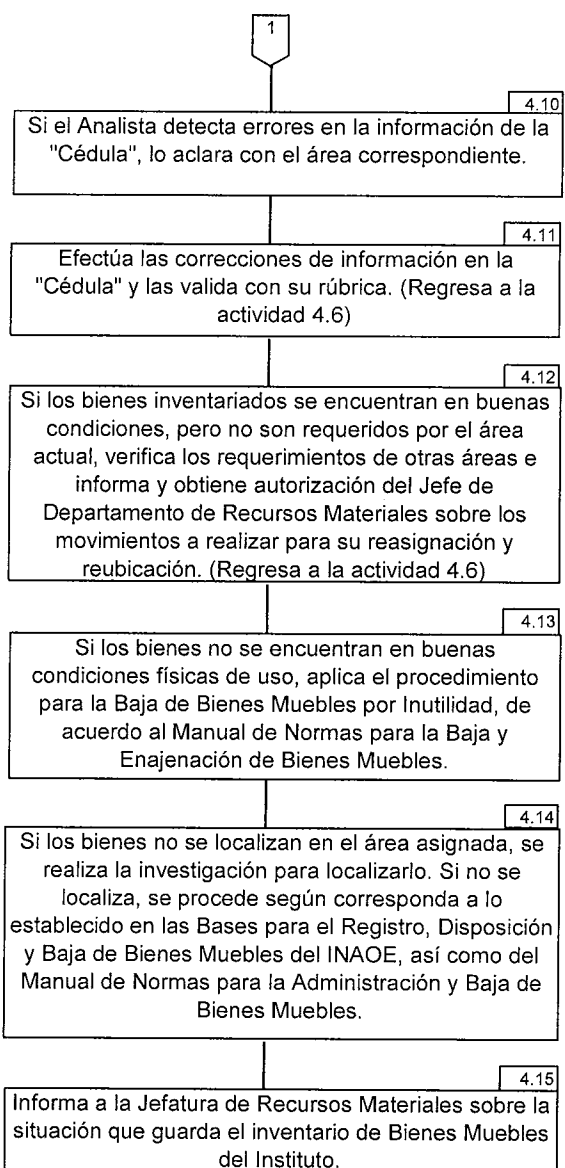 1
4.10
Si el Analista detecta errores en la información de la
"Cédula", lo aclara con el área correspondiente.
4.11
Efectúa las correcciones de información en la
"Cédula" y las valida con su rúbrica. (Regresa a la
actividad 4.6)
4.12
Si los bienes inventariados se encuentran en buenas
condiciones, pero no son requeridos por el área
actual, verifica los requerimientos de otras áreas e
informa y obtiene autorización del Jefe de
Departamento de Recursos Materiales sobre los
movimientos a realizar para su reasignación y
reubicación. (Regresa a la actividad 4.6)
4.13
Si los bienes no se encuentran en buenas
condiciones físicas de uso, aplica el procedimiento
para la Baja de Bienes Muebles por Inutilidad, de
acuerdo al Manual de Normas para la Baja y
Enajenación de Bienes Muebles.
4.14
Si los bienes no se localizan en el área asignada, se
realiza la investigación para localizarlo. Si no se
localiza, se procede según corresponda a lo
establecido en las Bases para el Registro, Disposición
y Baja de Bienes Muebles del INAOE, así como del
Manual de Normas para la Administración y Baja de
Bienes Muebles.
4.15
Informa a la Jefatura de Recursos Materiales sobre la
situación que guarda el inventario de Bienes Muebles
del Instituto.